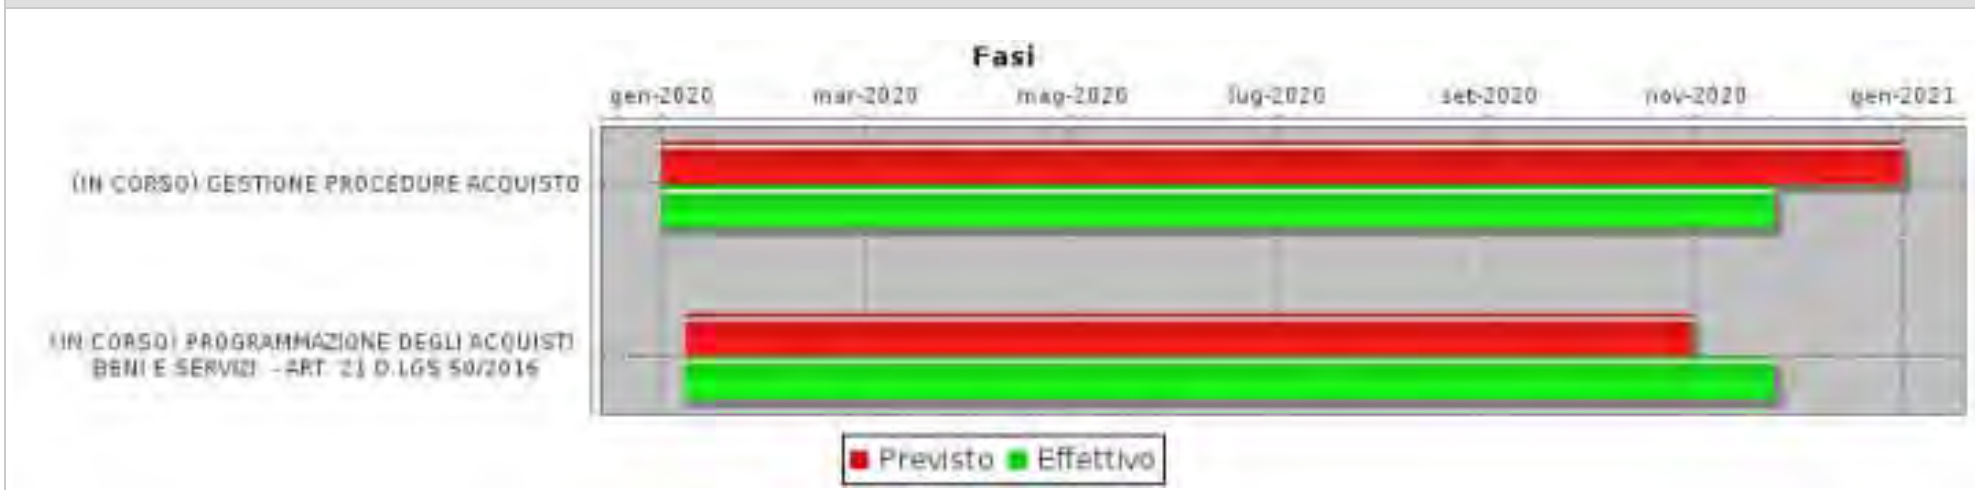 Fasi
gen-2020 mar-2020 mag-2020 lug-2020 set-2020 nov-2020 gen-2021
(IN CORSO) GESTIONE PROCEDURE ACQUISTO
(IN CORSO) PROGRAMMAZIONE DEGLI ACQUISTI
BENI E SERVIZI - ART. 21 D.LGS 50/2016
Previsto Effettivo